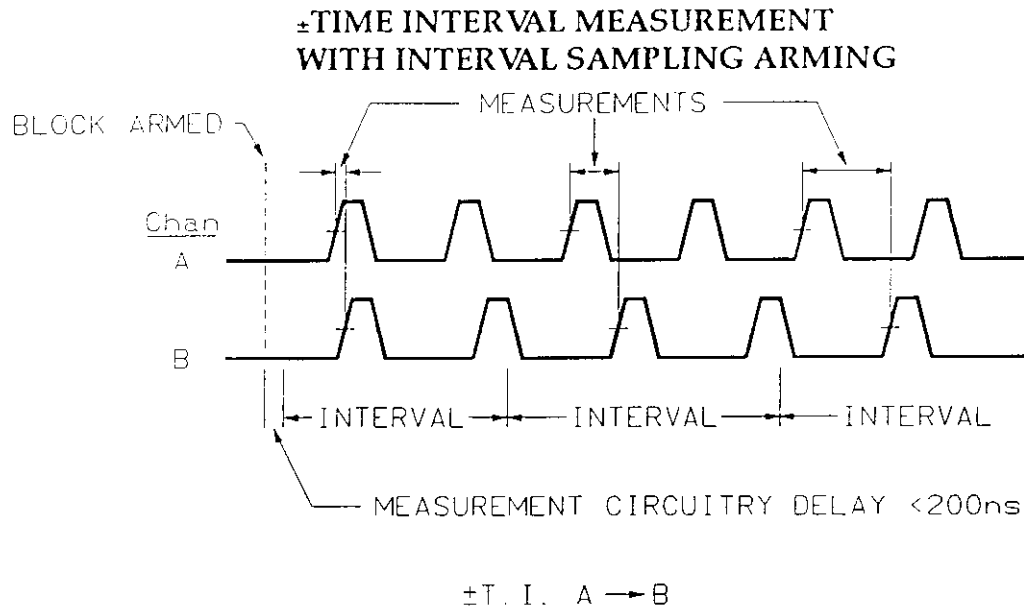 ±TIME INTERVAL MEASUREMENT
WITH INTERVAL SAMPLING ARMING
MEASUREMENTS
BLOCK ARMED
Chan
A
B
INTERVAL INTERVAL INTERVAL
MEASUREMENT CIRCUITRY DELAY <200ns
±T.I. A → B